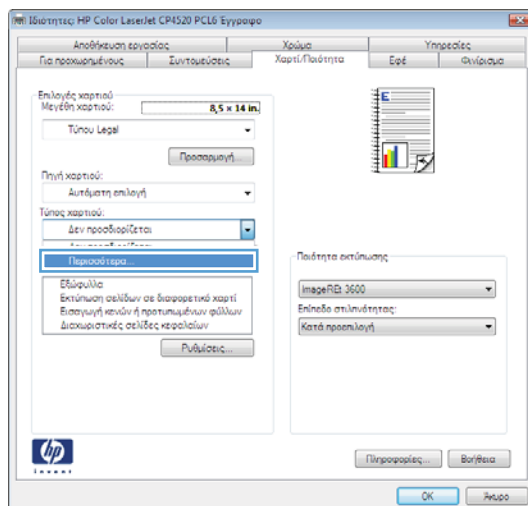 Ιδιότητες: HP Color LaserJet CP4520 PCL6 Έγγραφο
Αποθήκευση εργασίας Χρώμα Υπηρεσίες
Για προχωρημένους Συντομεύσεις Χαρτί/Ποιότητα Εφέ Φινίρισμα
Επιλογές χαρτιού
Μεγέθη χαρτιού: 8,5 × 14 in.
Τύπου Legal
Προσαρμογή...
Πηγή χαρτιού:
Αυτόματη επιλογή
Τύπος χαρτιού:
Δεν προσδιορίζεται
Περισσότερα...
Εξώφυλλα
Εκτύπωση σελίδων σε διαφορετικό χαρτί
Εισαγωγή κενών ή προτυπωμένων φύλλων
Διαχωριστικές σελίδες κεφαλαίων
Ρυθμίσεις...
Ποιότητα εκτύπωσης
ImageREt 3600
Επίπεδο στιλπνότητας:
Κατά προεπιλογή
E
hp
invent
Πληροφορίες... Βοήθεια
OK Άκυρο